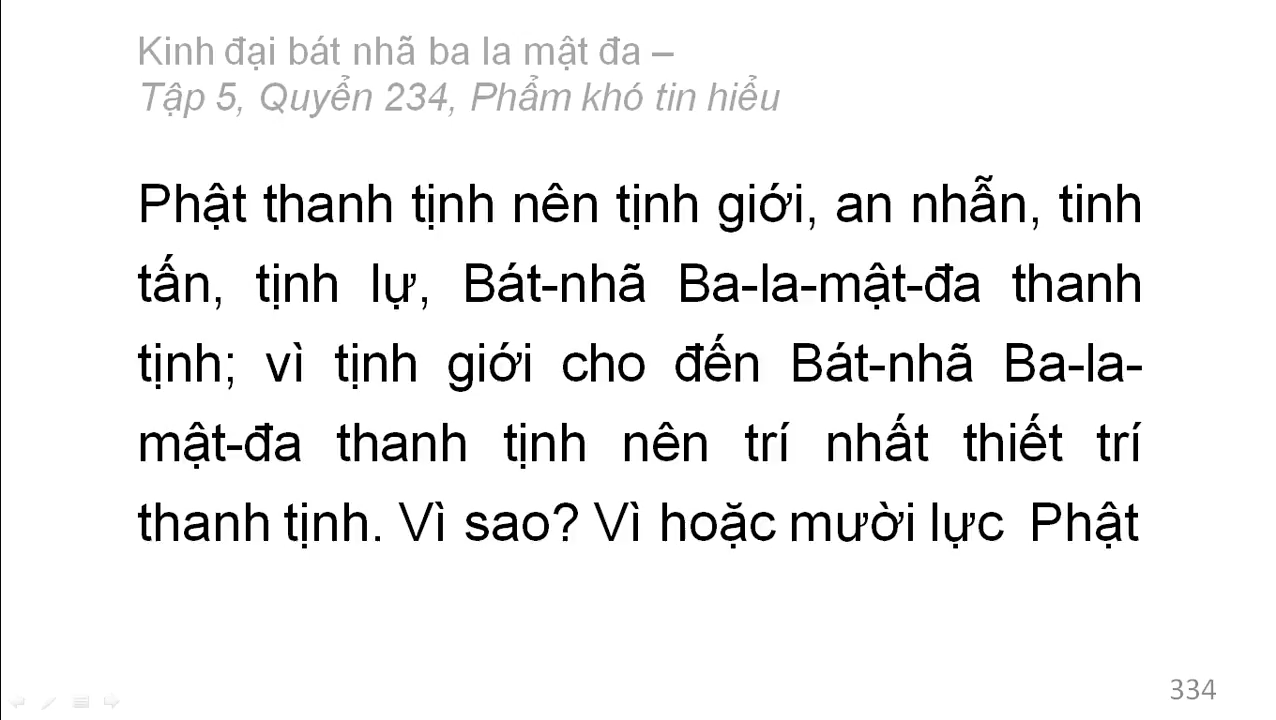 Kinh đại bát nhã ba la mật đa –
Tập 5, Quyển 234, Phẩm khó tin hiểu
Phật thanh tịnh nên tịnh giới, an nhẫn, tinh
tấn, tịnh lự, Bát-nhã Ba-la-mật-đa thanh
tịnh; vì tịnh giới cho đến Bát-nhã Ba-la-
mật-đa thanh tịnh nên trí nhất thiết trí
thanh tịnh. Vì sao? Vì hoặc mười lực Phật
334